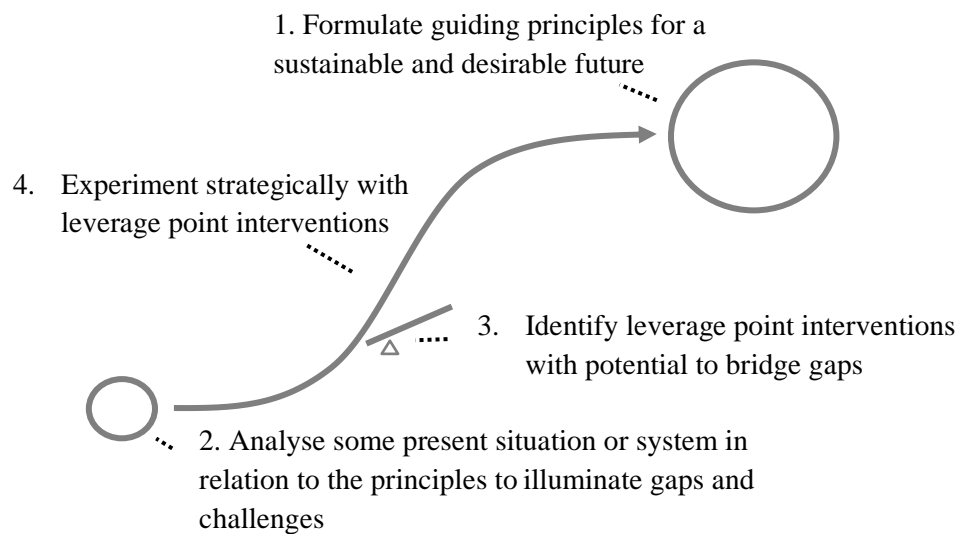 1. Formulate guiding principles for a
sustainable and desirable future
4. Experiment strategically with
leverage point interventions
3. Identify leverage point interventions
with potential to bridge gaps
2. Analyse some present situation or system in
relation to the principles to illuminate gaps and
challenges